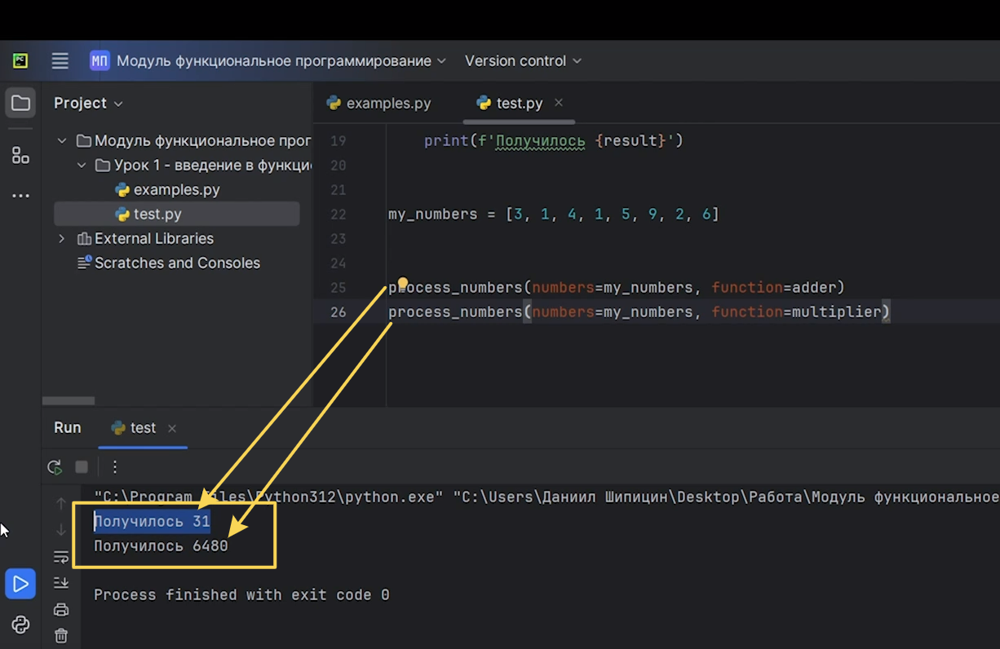 PC
МП Модуль функциональное программирование Version control
Project
examples.py test.py
Модуль функциональное прог
Урок 1 - введение в функци
examples.py
test.py
External Libraries
Scratches and Consoles
19 print(f'Получилось {result}')
20
21
22 my_numbers = [3, 1, 4, 1, 5, 9, 2, 6]
23
24
25 process_numbers(numbers=my_numbers, function=adder)
26 process_numbers(numbers=my_numbers, function=multiplier)
Run test
"C:\Program Files\Python312\python.exe" "C:\Users\Даниил Шипицин\Desktop\Работа\Модуль функциональное
Получилось 31
Получилось 6480
Process finished with exit code 0